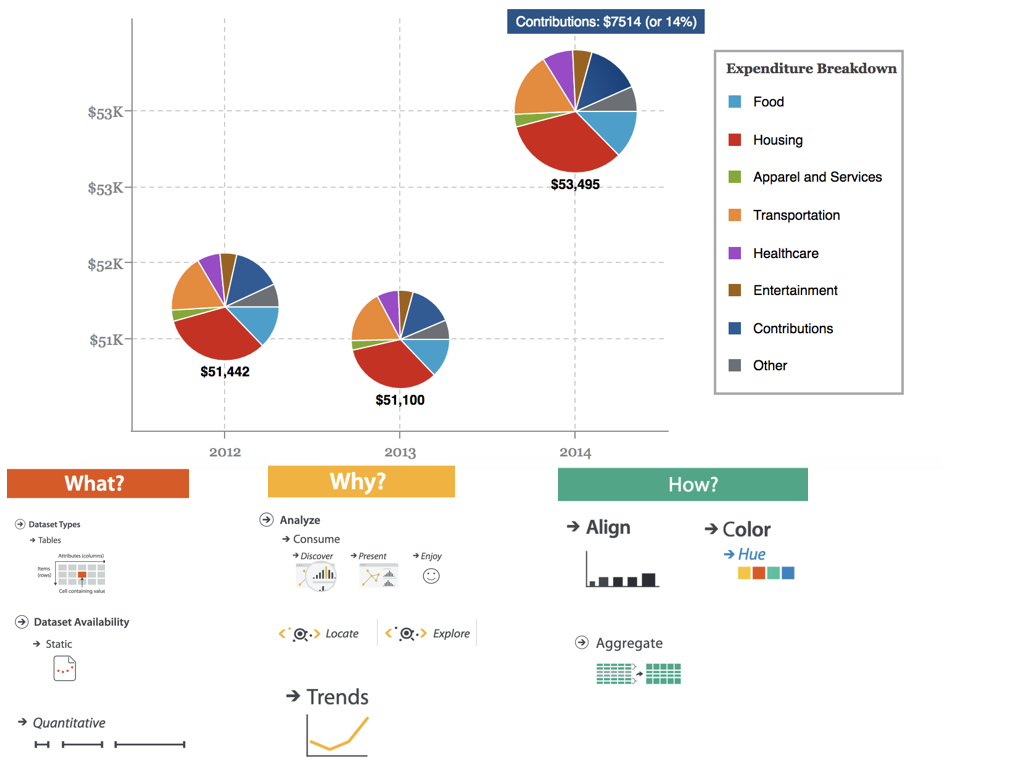 Contributions: $7514 (or 14%)
$53K
$53K
$52K
$51K
$53,495
$51,442
$51,100
2012
2013
2014
Expenditure Breakdown
Food
Housing
Apparel and Services
Transportation
Healthcare
Entertainment
Contributions
Other
What?
Dataset Types
Tables
Attributes (columns)
Items
(rows)
Cell containing value
Dataset Availability
Static
Quantitative
Why?
Analyze
Consume
Discover
Present
Enjoy
Locate
Explore
Trends
How?
Align
Color
Hue
Aggregate